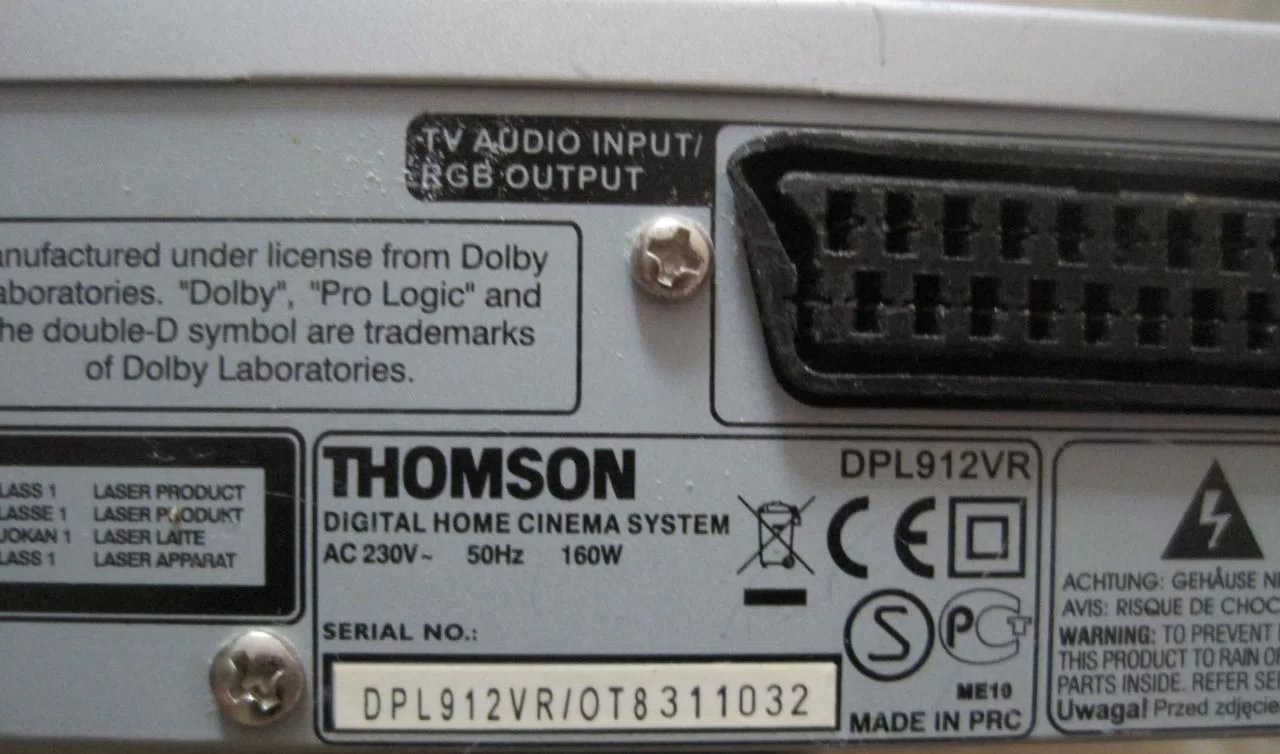 TV AUDIO INPUT/
RGB OUTPUT
anufactured under license from Dolby
aboratories. "Dolby", "Pro Logic" and
he double-D symbol are trademarks
of Dolby Laboratories.
LASS 1 LASER PRODUCT
LASSE 1 LASER PRODUKT
UOKAN 1 LASER LAITE
LASS 1 LASER APPARAT
THOMSON DPL912VR
DIGITAL HOME CINEMA SYSTEM
AC 230V~ 50Hz 160W
CE
SERIAL NO.:
DPL912VR/OT8311032
S
PCT
ME10
MADE IN PRC
ACHTUNG: GEHÅUSE NI
AVIS: RISQUE DE CHOC
WARNING: TO PREVENT
THIS PRODUCT TO RAIN O
PARTS INSIDE. REFER SE
Uwaga! Przed zdjęcie